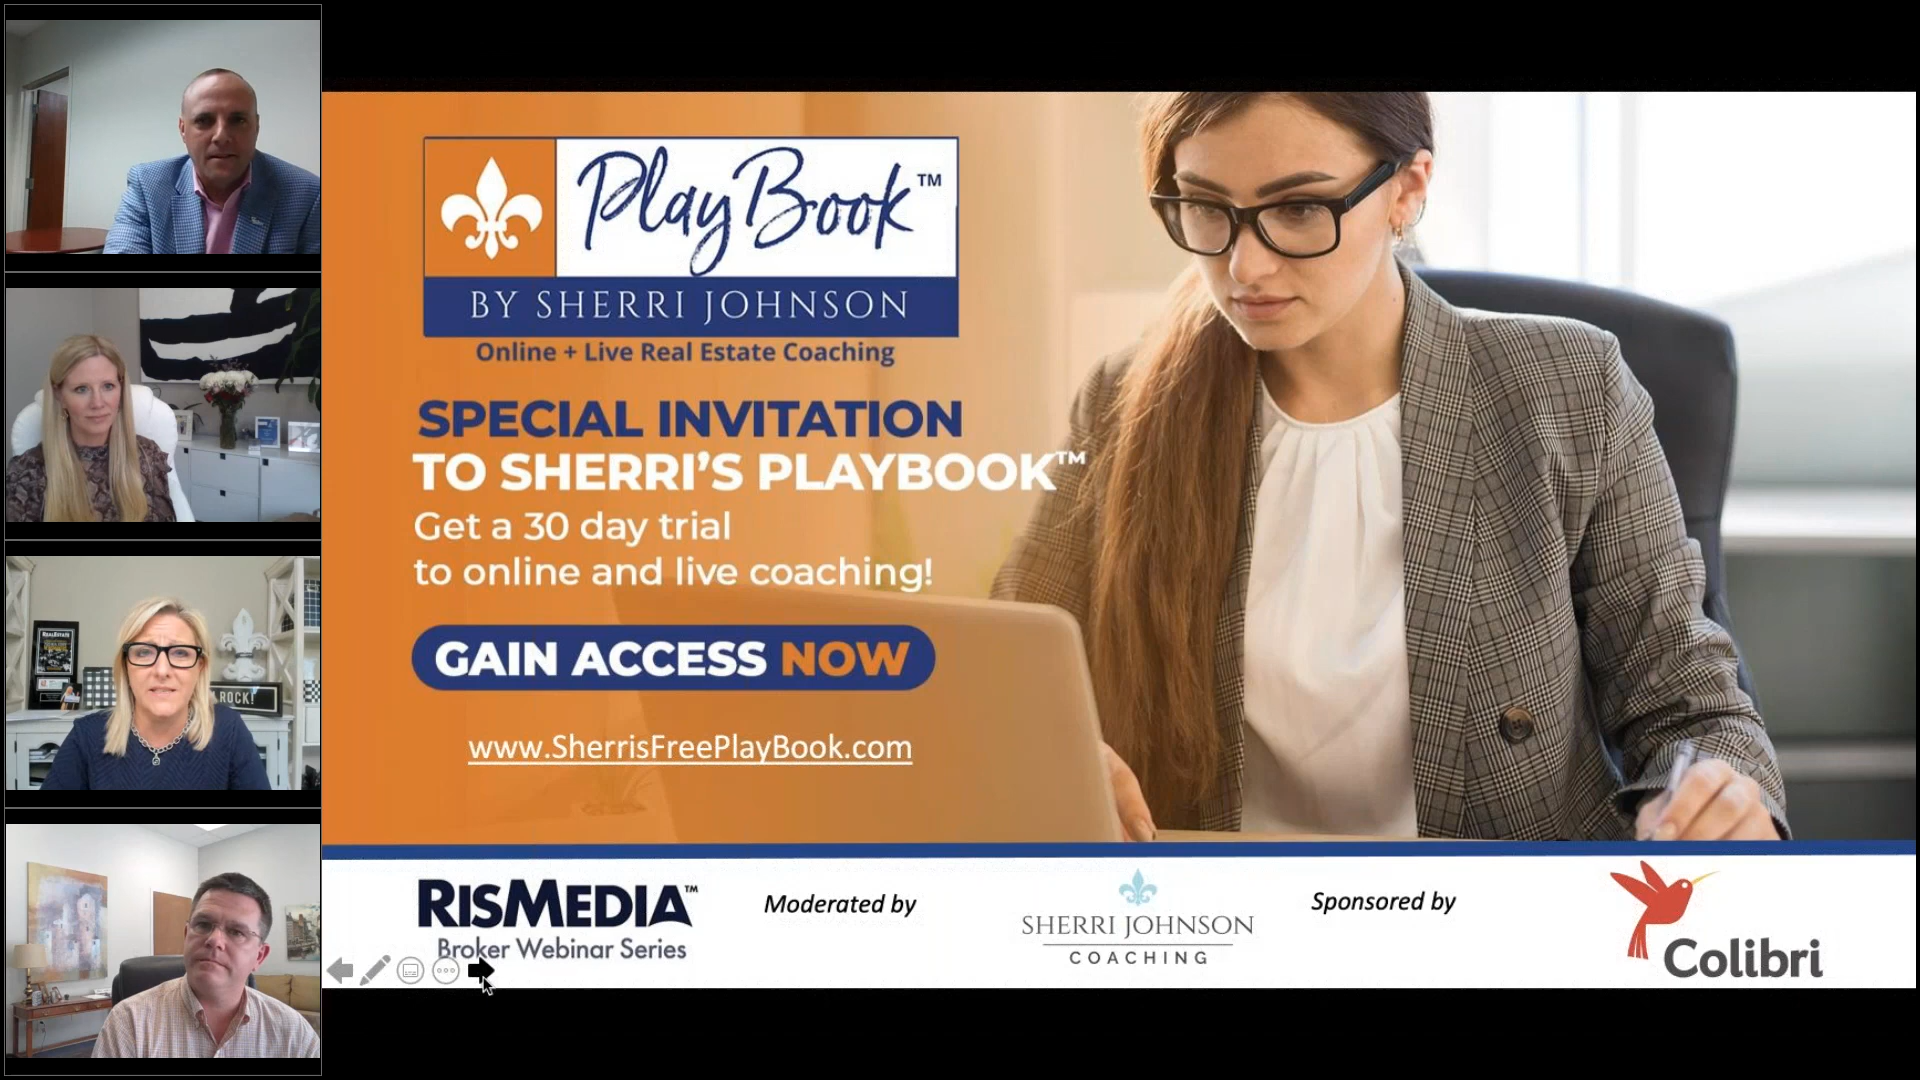 PlayBook™
BY SHERRI JOHNSON
Online + Live Real Estate Coaching
SPECIAL INVITATION
TO SHERRI'S PLAYBOOK™
Get a 30 day trial
to online and live coaching!
GAIN ACCESS NOW
www.SherrisFreePlayBook.com
RISMEDIA™
Broker Webinar Series
Moderated by
SHERRI JOHNSON
COACHING
Sponsored by
Colibri
ROCK!